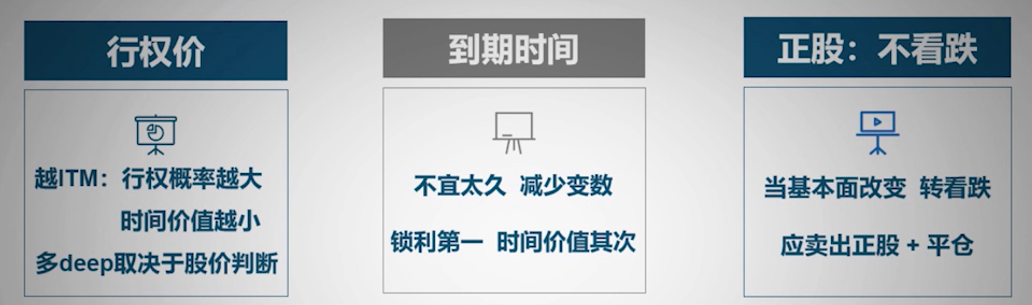 行权价
越ITM：行权概率越大
时间价值越小
多deep取决于股价判断
到期时间
不宜太久 减少变数
锁利第一 时间价值其次
正股：不看跌
当基本面改变 转看跌
应卖出正股 + 平仓